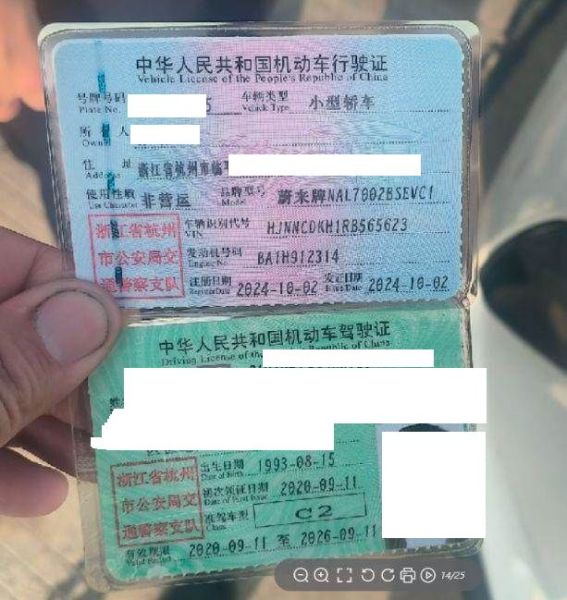 中华人民共和国机动车行驶证
Vehicle License of the People's Republic of China
号牌号码 5 车辆类型 小型轿车
Plate No. Vehicle Type
所 人
Owner
住 址 浙江省杭州市临
Address
使用性质 非营运 品牌型号 蔚来牌NAL7002BSEVC1
Use Character Model
浙江省杭州 车辆识别代号 HJNNCDKH1RB565623
VIN
市公安局交 发动机号码 BA1H912314
Engine No.
通警察支队 注册日期 2024-10-02 发证日期 2024-10-02
Register Date Issue Date
中华人民共和国机动车驾驶证
Driving License of the Republic of China
浙江省杭州 出生日期 1993-08-15
Date of Birth
市公安局交 初次领证日期 2020-09-11
Date of First Issue
通警察支队 准驾车型 C2
Class
有效期限 2020-09-11 至 2026-09-11
Valid Period
14/25